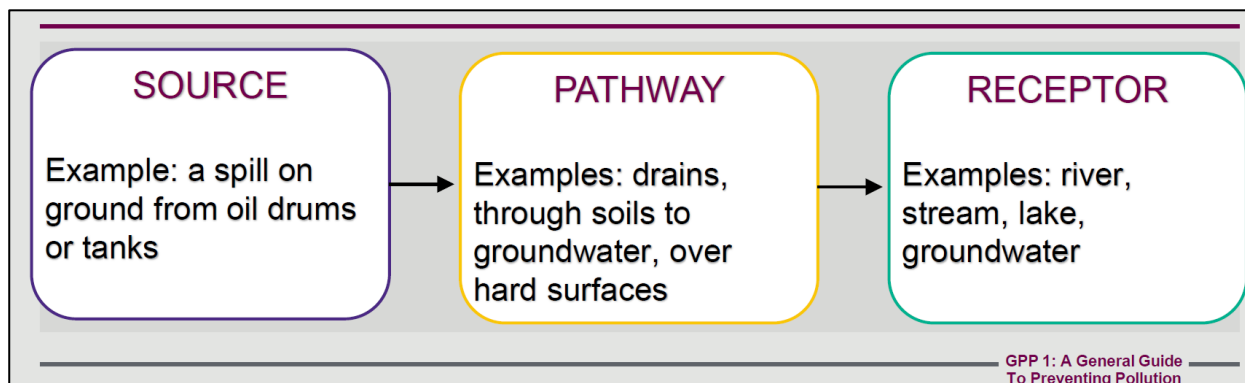 SOURCE
Example: a spill on
ground from oil drums
or tanks
PATHWAY
Examples: drains,
through soils to
groundwater, over
hard surfaces
RECEPTOR
Examples: river,
stream, lake,
groundwater
GPP 1: A General Guide
To Preventing Pollution